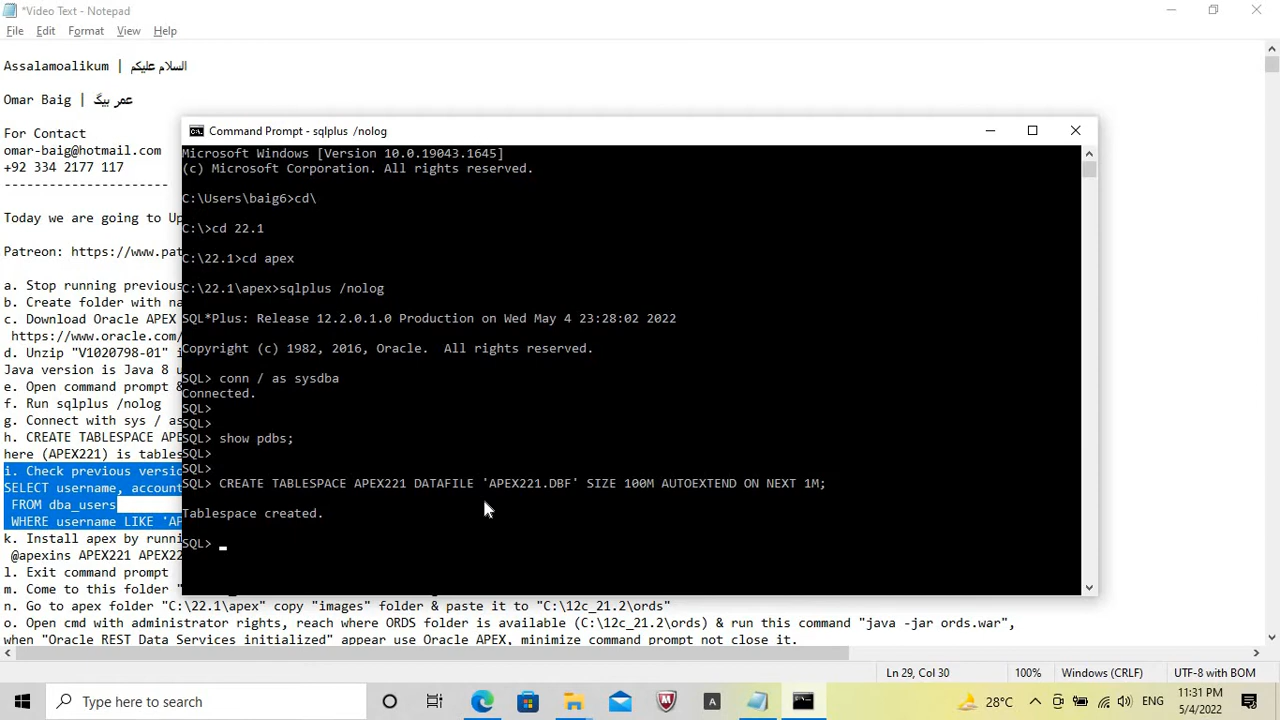 *Video Text - Notepad
File Edit Format View Help
Assalamoalikum | السلام علیکم
Omar Baig | عمر بیگ
For Contact
omar-baig@hotmail.com
+92 334 2177 117
----------------------
Today we are going to Up
Patreon: https://www.pat
a. Stop running previous
b. Create folder with na
c. Download Oracle APEX
https://www.oracle.com/
d. Unzip "V1020798-01" i
Java version is Java 8 u
e. Open command prompt &
f. Run sqlplus /nolog
g. Connect with sys / as
h. CREATE TABLESPACE APE
here (APEX221) is tables
i. Check previous versio
SELECT username, account
FROM dba_users
WHERE username LIKE 'AP
k. Install apex by runni
@apexins APEX221 APEX22
l. Exit command prompt
m. Come to this folder "
n. Go to apex folder "C:\22.1\apex" copy "images" folder & paste it to "C:\12c_21.2\ords"
o. Open cmd with administrator rights, reach where ORDS folder is available (C:\12c_21.2\ords) & run this command "java -jar ords.war",
when "Oracle REST Data Services initialized" appear use Oracle APEX, minimize command prompt not close it.
Command Prompt - sqlplus /nolog
Microsoft Windows [Version 10.0.19043.1645]
(c) Microsoft Corporation. All rights reserved.
C:\Users\baig6>cd\
C:\>cd 22.1
C:\22.1>cd apex
C:\22.1\apex>sqlplus /nolog
SQL*Plus: Release 12.2.0.1.0 Production on Wed May 4 23:28:02 2022
Copyright (c) 1982, 2016, Oracle.  All rights reserved.
SQL> conn / as sysdba
Connected.
SQL>
SQL>
SQL> show pdbs;
SQL>
SQL>
SQL> CREATE TABLESPACE APEX221 DATAFILE 'APEX221.DBF' SIZE 100M AUTOEXTEND ON NEXT 1M;
Tablespace created.
SQL>
Ln 29, Col 30 100% Windows (CRLF) UTF-8 with BOM
Type here to search
A
28°C ENG
11:31 PM
5/4/2022